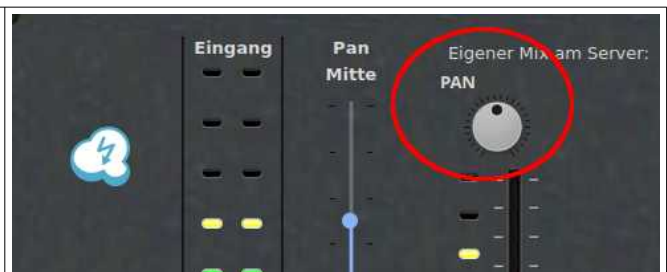 Eingang
Pan
Mitte
Eigener Mix am Server:
PAN